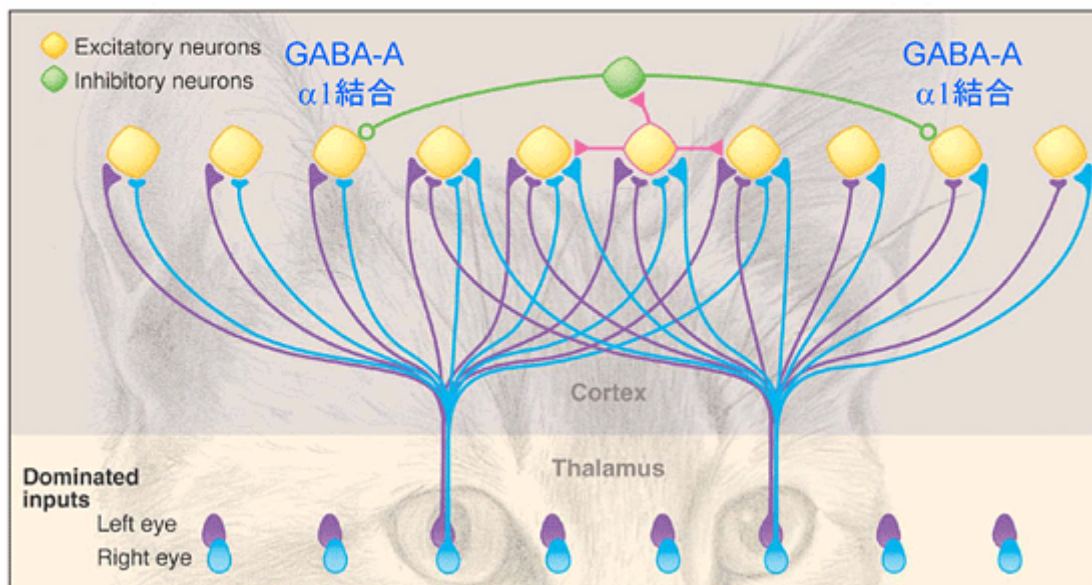 Excitatory neurons
Inhibitory neurons
GABA-A
α1結合
GABA-A
α1結合
Cortex
Thalamus
Dominated
inputs
Left eye
Right eye